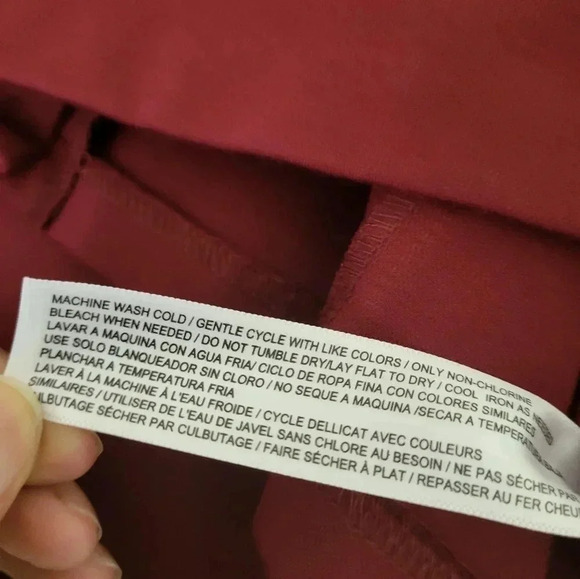 MACHINE WASH COLD / GENTLE CYCLE WITH LIKE COLORS / ONLY NON-CHLORINE
BLEACH WHEN NEEDED / DO NOT TUMBLE DRY/LAY FLAT TO DRY / COOL IRON AS NEEDED
LAVAR A MAQUINA CON AGUA FRIA/ CICLO DE ROPA FINA CON COLORES SIMILARES
USE SOLO BLANQUEADOR SIN CLORO / NO SEQUE A MAQUINA /SECAR A
PLANCHAR A TEMPERATURA FRIA
LAVER À LA MACHINE À L'EAU FROIDE / CYCLE DELLICAT AVEC COULEURS
SIMILAIRES / UTILISER DE L'EAU DE JAVEL SANS CHLORE AU BESOIN / NE PAS SÉCHER
CULBUTAGE SÉCHER PAR CULBUTAGE / FAIRE SÉCHER À PLAT / REPASSER AU FER